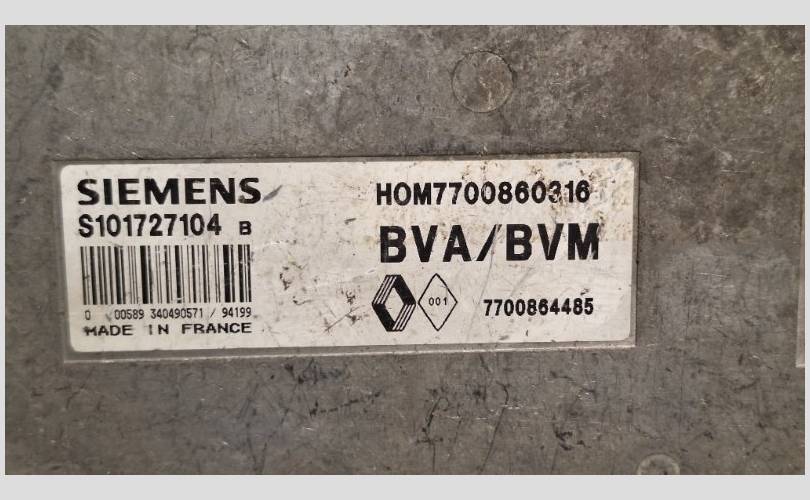 SIEMENS
S101727104 B
0 00589 340490571 / 94199
MADE IN FRANCE
HOM7700860316
BVA/BVM
001
7700864485